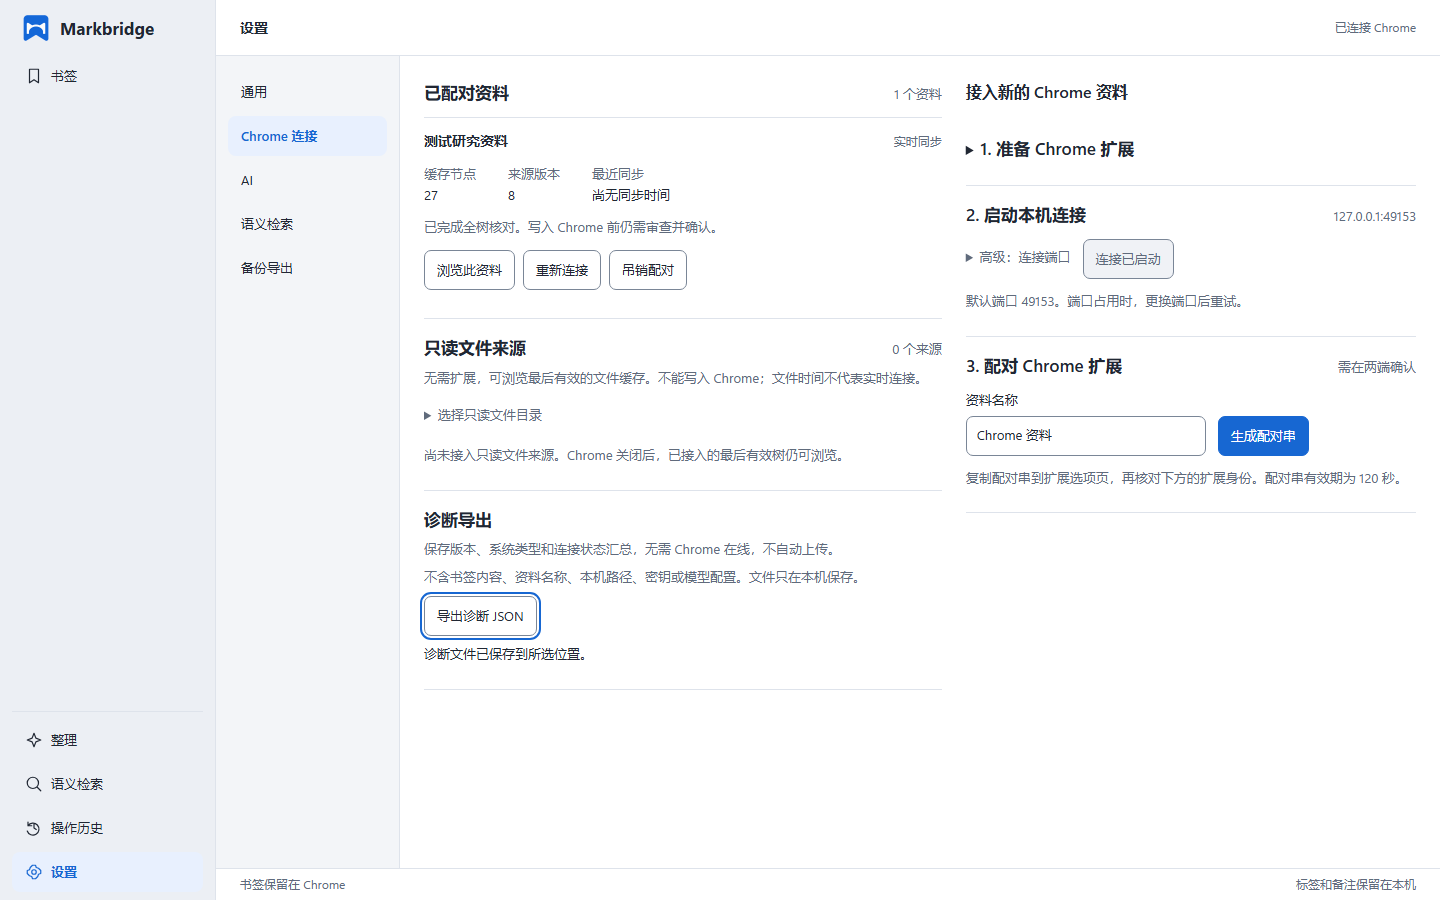 Markbridge
书签
整理
语义检索
操作历史
设置
设置
已连接 Chrome
通用
Chrome 连接
AI
语义检索
备份导出
已配对资料
1 个资料
测试研究资料
实时同步
缓存节点 来源版本 最近同步
27 8 尚无同步时间
已完成全树核对。写入 Chrome 前仍需审查并确认。
浏览此资料 重新连接 吊销配对
只读文件来源
0 个来源
无需扩展，可浏览最后有效的文件缓存。不能写入 Chrome；文件时间不代表实时连接。
选择只读文件目录
尚未接入只读文件来源。Chrome 关闭后，已接入的最后有效树仍可浏览。
诊断导出
保存版本、系统类型和连接状态汇总，无需 Chrome 在线，不自动上传。
不含书签内容、资料名称、本机路径、密钥或模型配置。文件只在本机保存。
导出诊断 JSON
诊断文件已保存到所选位置。
接入新的 Chrome 资料
1. 准备 Chrome 扩展
2. 启动本机连接
127.0.0.1:49153
高级：连接端口 连接已启动
默认端口 49153。端口占用时，更换端口后重试。
3. 配对 Chrome 扩展
需在两端确认
资料名称
Chrome 资料 生成配对串
复制配对串到扩展选项页，再核对下方的扩展身份。配对串有效期为 120 秒。
书签保留在 Chrome
标签和备注保留在本机